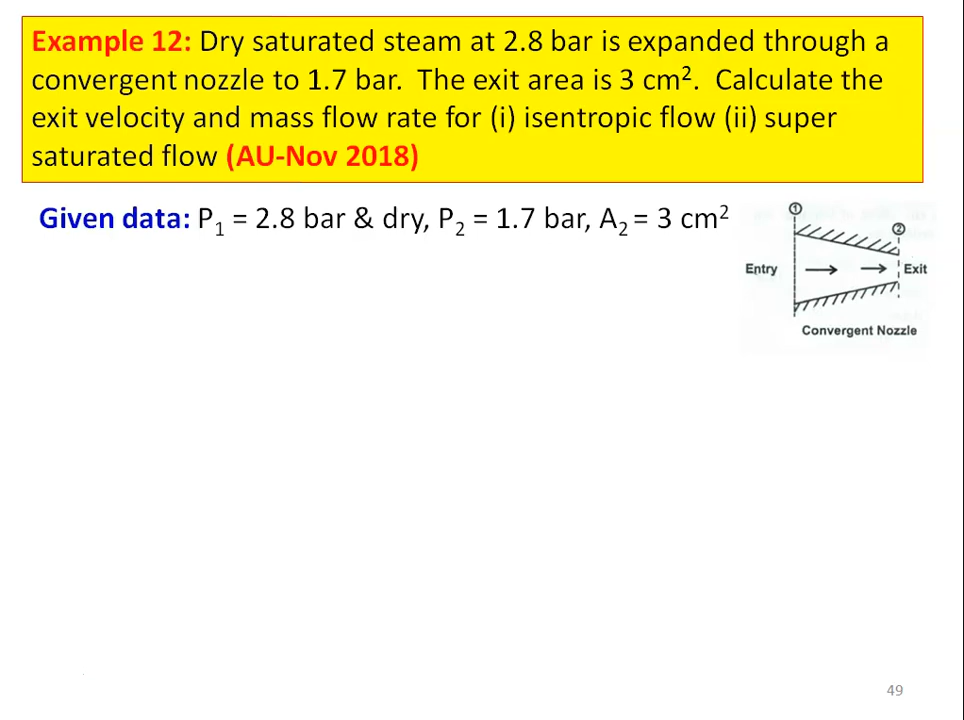 Example 12: Dry saturated steam at 2.8 bar is expanded through a
convergent nozzle to 1.7 bar.  The exit area is 3 cm².  Calculate the
exit velocity and mass flow rate for (i) isentropic flow (ii) super
saturated flow (AU-Nov 2018)
Given data: P₁ = 2.8 bar & dry, P₂ = 1.7 bar, A₂ = 3 cm²
①
②
Entry
Exit
Convergent Nozzle
49